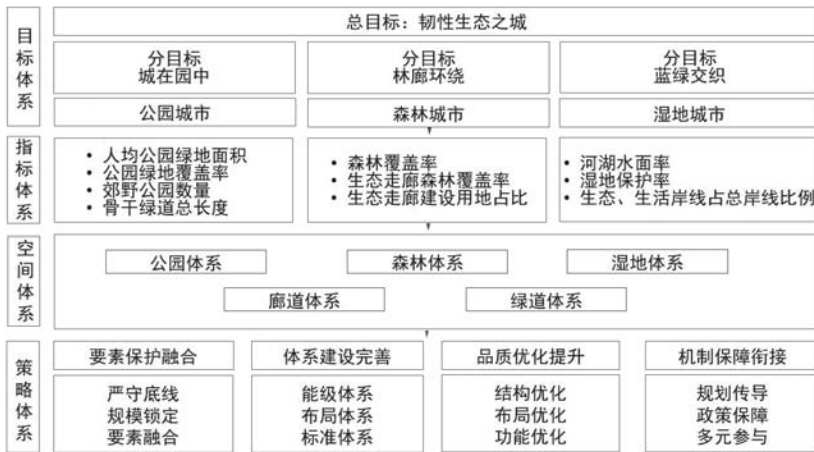 目标体系
总目标：韧性生态之城
分目标
城在园中
分目标
林廊环绕
分目标
蓝绿交织
公园城市
森林城市
湿地城市
指标体系
• 人均公园绿地面积
• 公园绿地覆盖率
• 郊野公园数量
• 骨干绿道总长度
• 森林覆盖率
• 生态走廊森林覆盖率
• 生态走廊建设用地占比
• 河湖水面率
• 湿地保护率
• 生态、生活岸线占总岸线比例
空间体系
公园体系
森林体系
湿地体系
廊道体系
绿道体系
策略体系
要素保护融合
体系建设完善
品质优化提升
机制保障衔接
严守底线
规模锁定
要素融合
能级体系
布局体系
标准体系
结构优化
布局优化
功能优化
规划传导
政策保障
多元参与